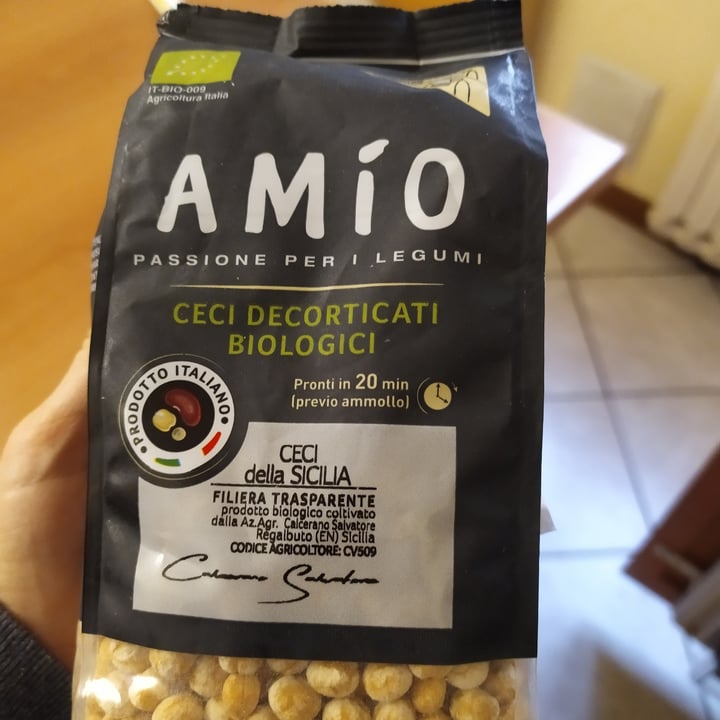 IT-BIO-009
Agricoltura Italia
AMÍO
PASSIONE PER I LEGUMI
CECI DECORTICATI
BIOLOGICI
Pronti in 20 min
(previo ammollo)
• PRODOTTO ITALIANO •
CECI
della SICILIA
FILIERA TRASPARENTE
prodotto biologico coltivato
dalla Az.Agr. Calcerano Salvatore
Regalbuto (EN) Sicilia
CODICE AGRICOLTORE: CV509
Calcerano Salvatore